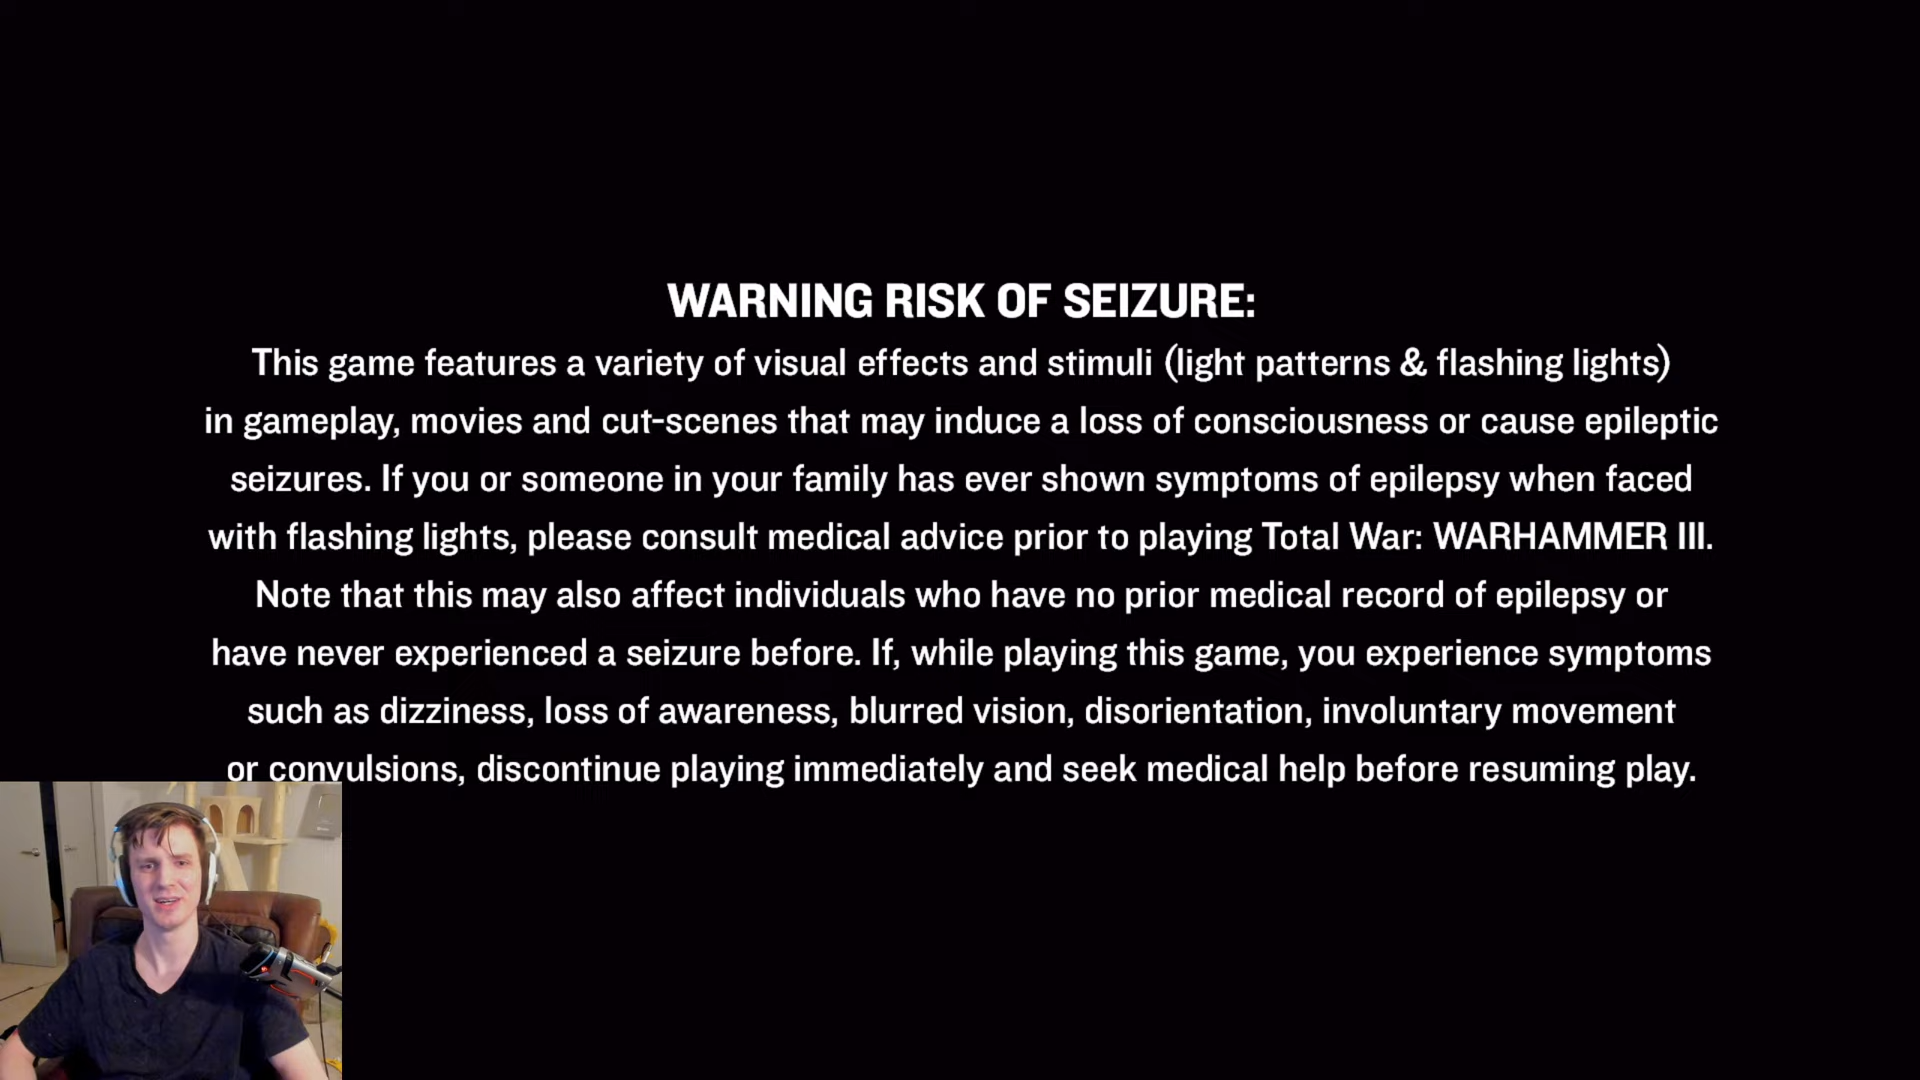 WARNING RISK OF SEIZURE:
This game features a variety of visual effects and stimuli (light patterns & flashing lights)
in gameplay, movies and cut-scenes that may induce a loss of consciousness or cause epileptic
seizures. If you or someone in your family has ever shown symptoms of epilepsy when faced
with flashing lights, please consult medical advice prior to playing Total War: WARHAMMER III.
Note that this may also affect individuals who have no prior medical record of epilepsy or
have never experienced a seizure before. If, while playing this game, you experience symptoms
such as dizziness, loss of awareness, blurred vision, disorientation, involuntary movement
or convulsions, discontinue playing immediately and seek medical help before resuming play.